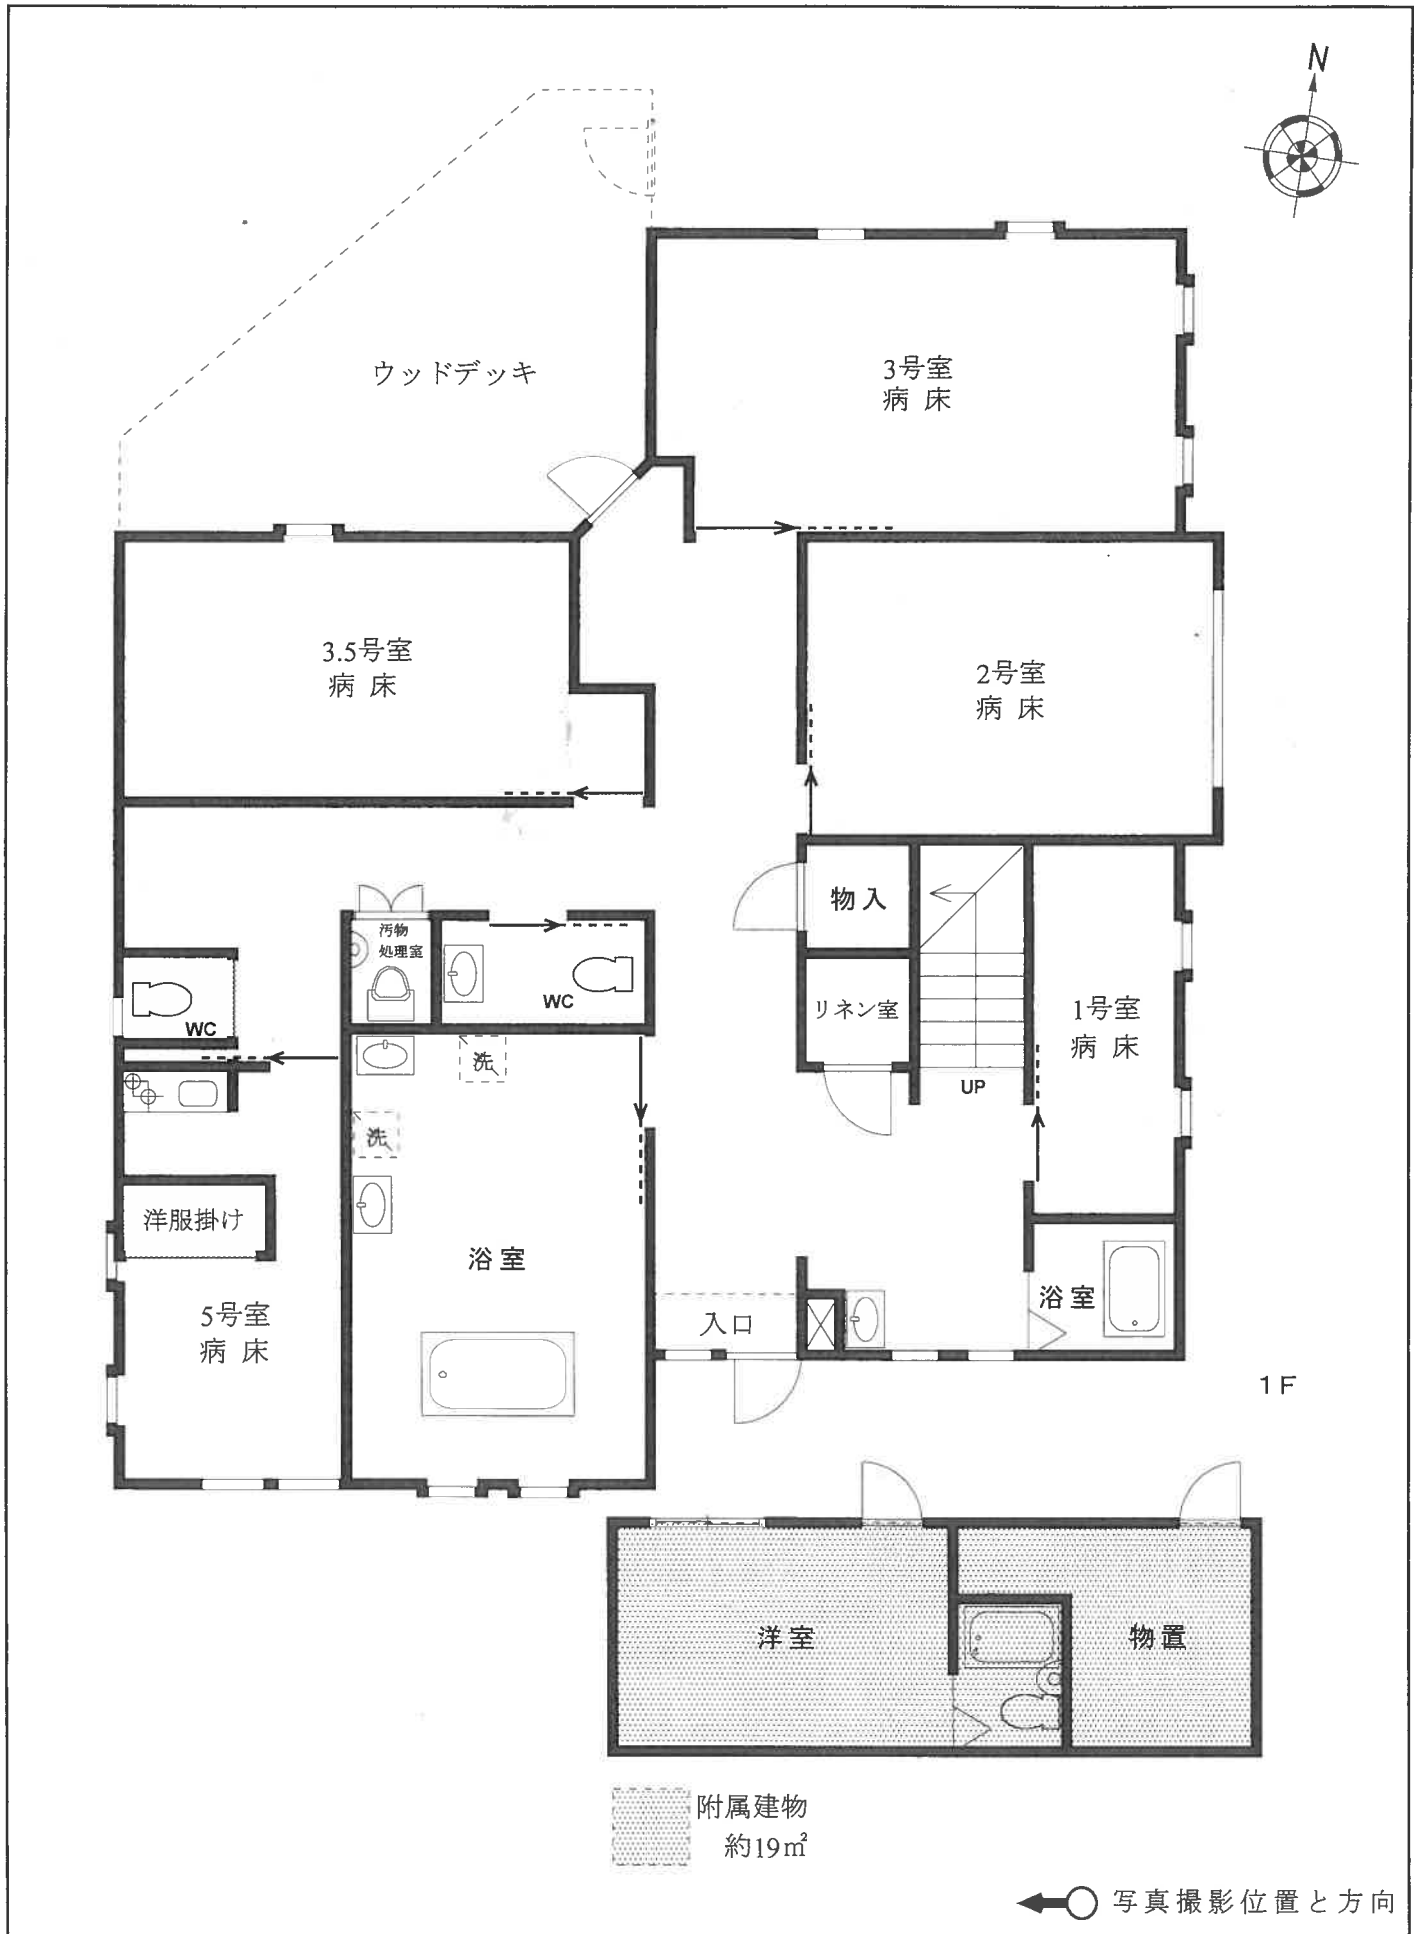 N
ウッドデッキ
3号室
病 床
3.5号室
病 床
2号室
病 床
物入
汚物
処理室
WC
WC
リネン室
1号室
病 床
UP
洗
洗
洋服掛け
浴室
5号室
病 床
入口
浴室
1F
洋室
物置
附属建物
約19㎡
写真撮影位置と方向